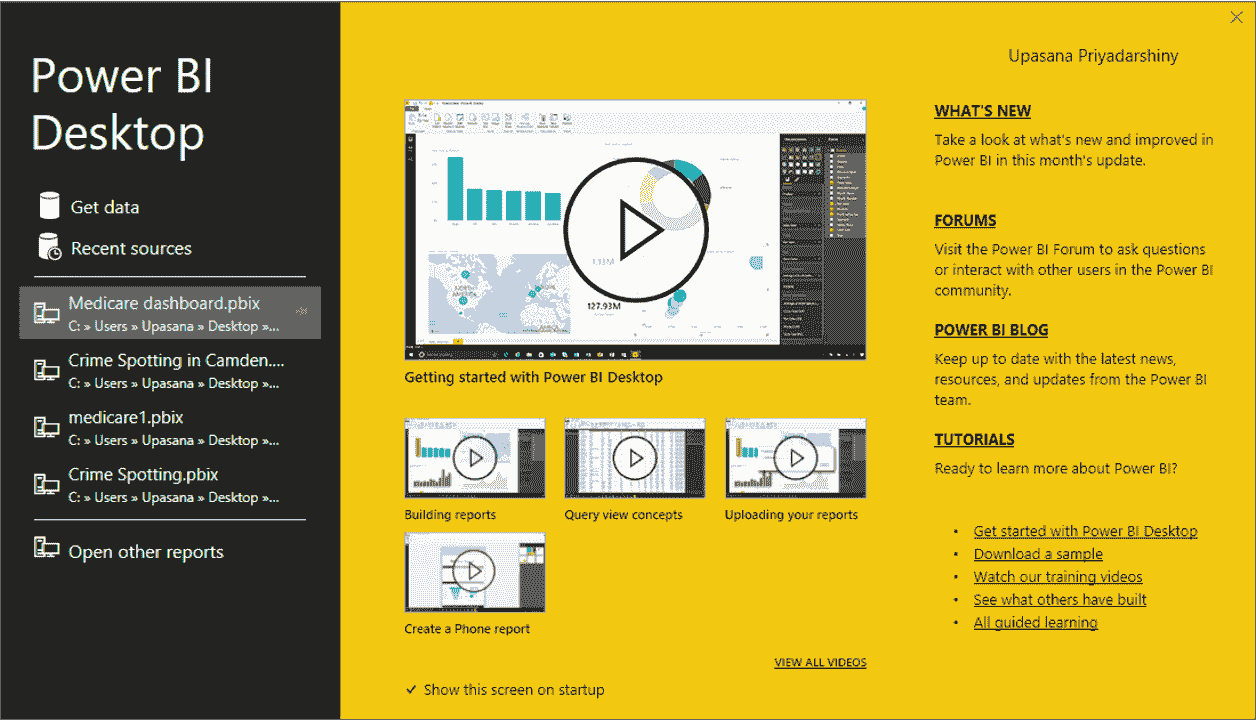 Power BI
Desktop
Get data
Recent sources
Medicare dashboard.pbix
C: » Users » Upasana » Desktop »...
Crime Spotting in Camden....
C: » Users » Upasana » Desktop »...
medicare1.pbix
C: » Users » Upasana » Desktop »...
Crime Spotting.pbix
C: » Users » Upasana » Desktop »...
Open other reports
NORTH
AMERICA
127.93M
Getting started with Power BI Desktop
Building reports
Query view concepts
Uploading your reports
Create a Phone report
VIEW ALL VIDEOS
Show this screen on startup
Upasana Priyadarshiny
WHAT'S NEW
Take a look at what's new and improved in
Power BI in this month's update.
FORUMS
Visit the Power BI Forum to ask questions
or interact with other users in the Power BI
community.
POWER BI BLOG
Keep up to date with the latest news,
resources, and updates from the Power BI
team.
TUTORIALS
Ready to learn more about Power BI?
• Get started with Power BI Desktop
• Download a sample
• Watch our training videos
• See what others have built
• All guided learning